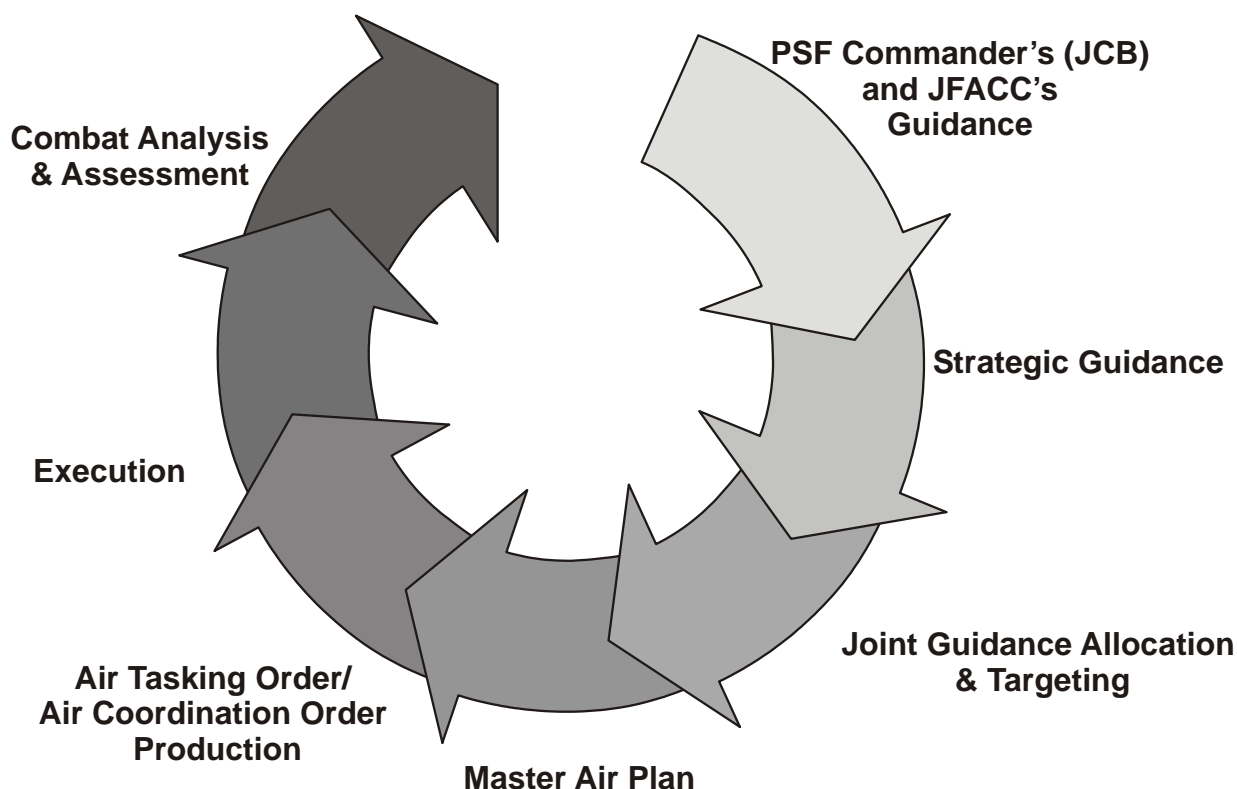 PSF Commander’s (JCB)
and JFACC’s
Guidance
Strategic Guidance
Joint Guidance Allocation
& Targeting
Master Air Plan
Air Tasking Order/
Air Coordination Order
Production
Execution
Combat Analysis
& Assessment